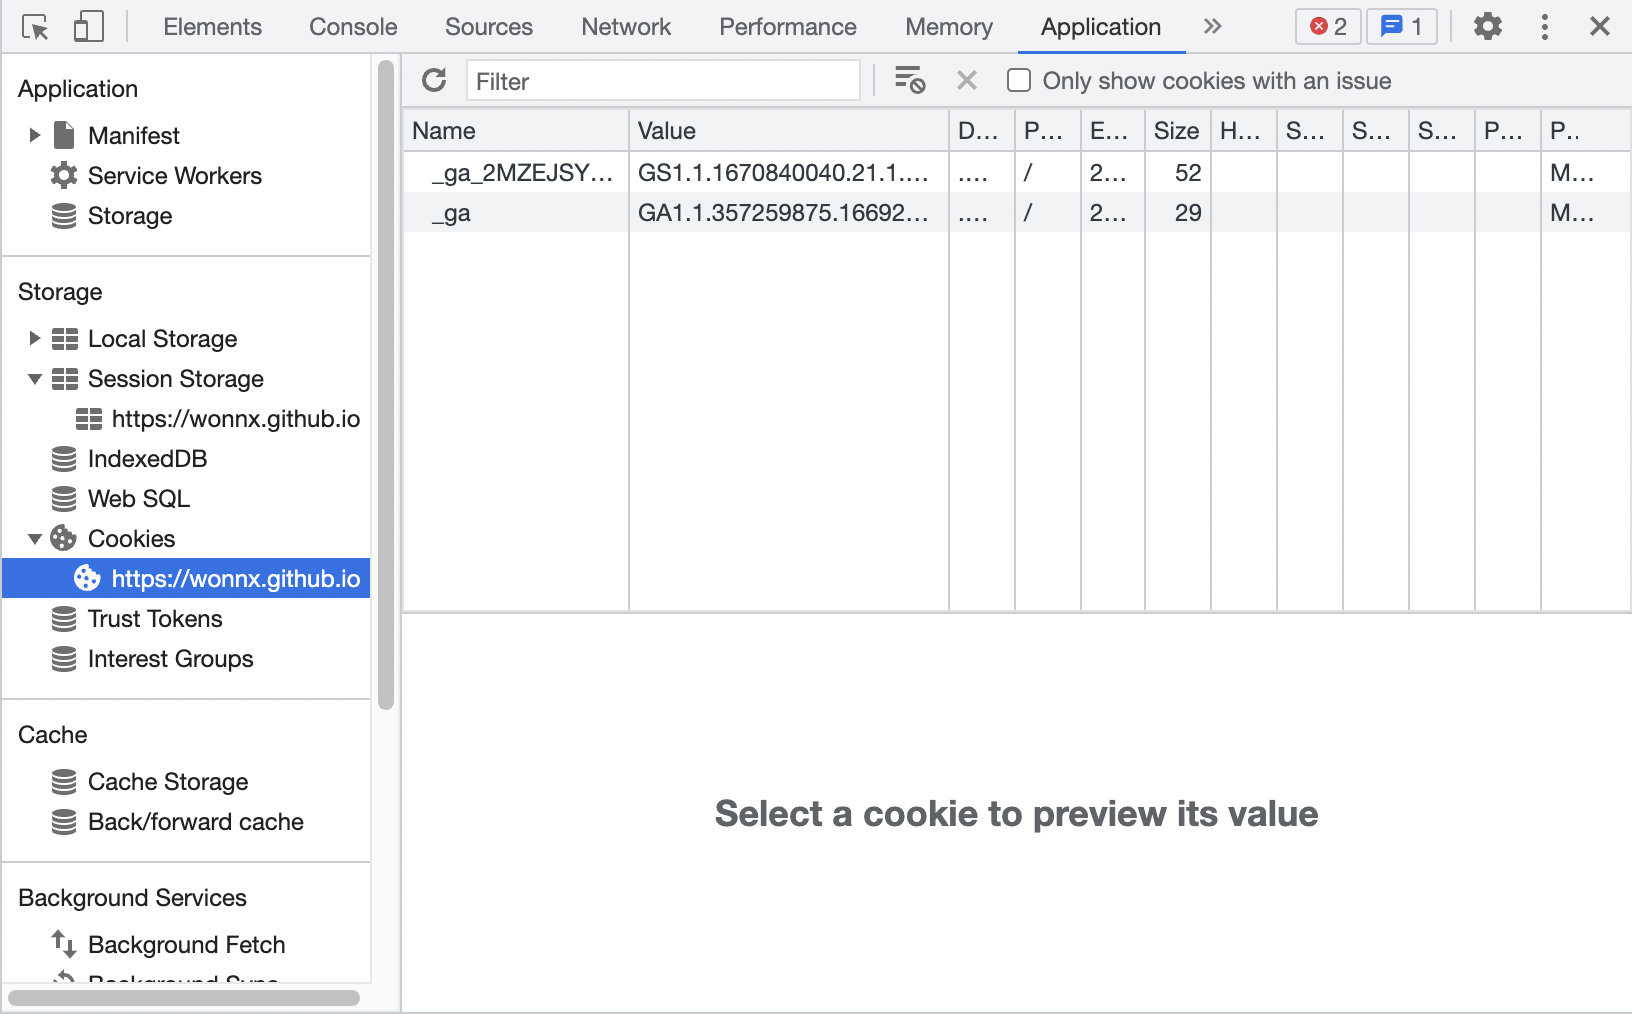 Elements Console Sources Network Performance Memory Application » 2 1
Application
Manifest
Service Workers
Storage
Storage
Local Storage
Session Storage
https://wonnx.github.io
IndexedDB
Web SQL
Cookies
https://wonnx.github.io
Trust Tokens
Interest Groups
Cache
Cache Storage
Back/forward cache
Background Services
Background Fetch
Background Sync
Filter Only show cookies with an issue
Name Value D... P... E... Size H... S... S... S... P... P..
_ga_2MZEJSY... GS1.1.1670840040.21.1.... .... / 2... 52 M...
_ga GA1.1.357259875.16692... .... / 2... 29 M...
Select a cookie to preview its value